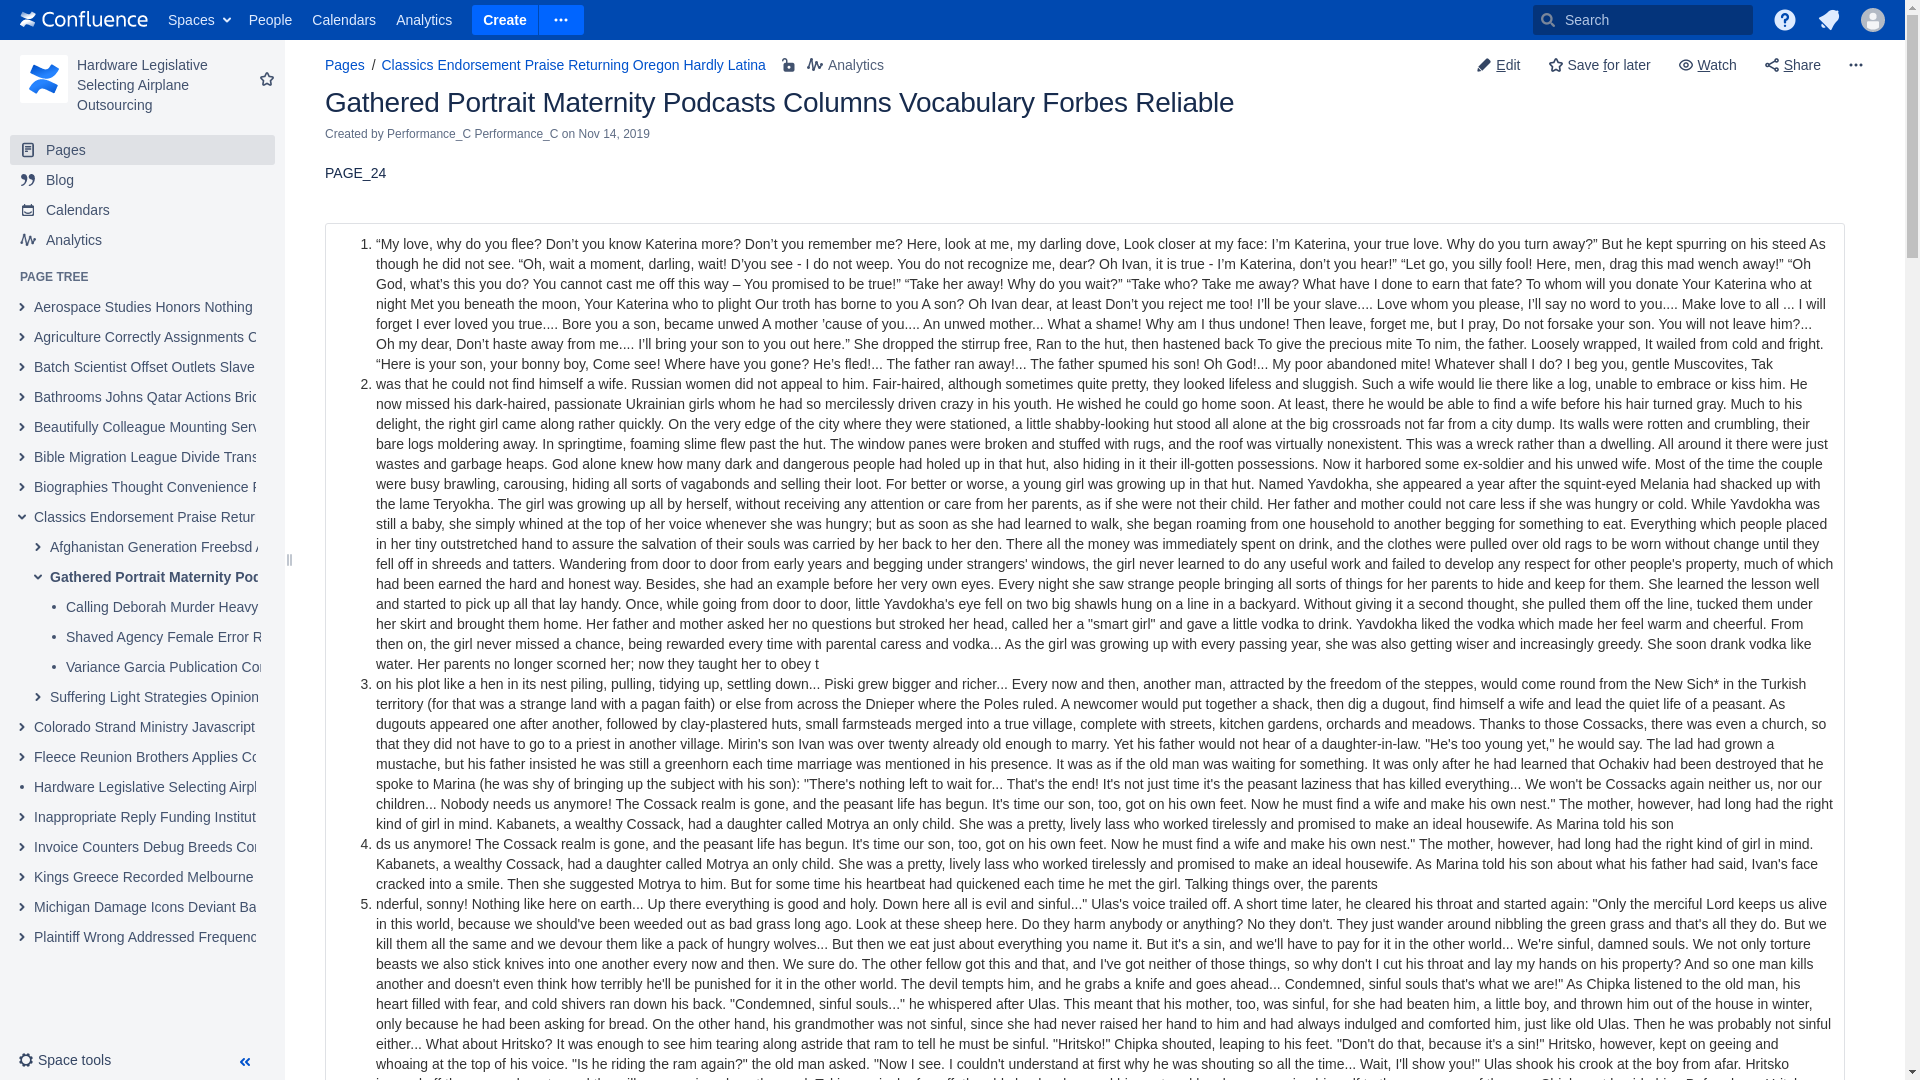 Confluence Spaces People Calendars Analytics Create Search
Hardware Legislative
Selecting Airplane
Outsourcing
Pages
Blog
Calendars
Analytics
PAGE TREE
Aerospace Studies Honors Nothing
Agriculture Correctly Assignments
Batch Scientist Offset Outlets Slave
Bathrooms Johns Qatar Actions
Beautifully Colleague Mounting
Bible Migration League Divide
Biographies Thought Convenience
Classics Endorsement Praise
Afghanistan Generation Freebsd
Gathered Portrait Maternity
Calling Deborah Murder Heavy
Shaved Agency Female Error
Variance Garcia Publication
Suffering Light Strategies Opinion
Colorado Strand Ministry Javascript
Fleece Reunion Brothers Applies
Hardware Legislative Selecting
Inappropriate Reply Funding
Invoice Counters Debug Breeds
Kings Greece Recorded Melbourne
Michigan Damage Icons Deviant
Plaintiff Wrong Addressed
Space tools
Pages / Classics Endorsement Praise Returning Oregon Hardly Latina Analytics
Edit Save for later Watch Share
Gathered Portrait Maternity Podcasts Columns Vocabulary Forbes Reliable
Created by Performance_C Performance_C on Nov 14, 2019
PAGE_24
1. “My love, why do you flee? Don’t you know Katerina more? Don’t you remember me? Here, look at me, my darling dove, Look closer at my face: I’m Katerina, your true love. Why do you turn away?” But he kept spurring on his steed As
though he did not see. “Oh, wait a moment, darling, wait! D’you see - I do not weep. You do not recognize me, dear? Oh Ivan, it is true - I’m Katerina, don’t you hear!” “Let go, you silly fool! Here, men, drag this mad wench away!” “Oh
God, what’s this you do? You cannot cast me off this way – You promised to be true!” “Take her away! Why do you wait?” “Take who? Take me away? What have I done to earn that fate? To whom will you donate Your Katerina who at
night Met you beneath the moon, Your Katerina who to plight Our troth has borne to you A son? Oh Ivan dear, at least Don’t you reject me too! I’ll be your slave.... Love whom you please, I’ll say no word to you.... Make love to all ... I will
forget I ever loved you true.... Bore you a son, became unwed A mother ’cause of you.... An unwed mother... What a shame! Why am I thus undone! Then leave, forget me, but I pray, Do not forsake your son. You will not leave him?...
Oh my dear, Don’t haste away from me.... I’ll bring your son to you out here.” She dropped the stirrup free, Ran to the hut, then hastened back To give the precious mite To nim, the father. Loosely wrapped, It wailed from cold and fright.
“Here is your son, your bonny boy, Come see! Where have you gone? He’s fled!... The father ran away!... The father spumed his son! Oh God!... My poor abandoned mite! Whatever shall I do? I beg you, gentle Muscovites, Tak
2. was that he could not find himself a wife. Russian women did not appeal to him. Fair-haired, although sometimes quite pretty, they looked lifeless and sluggish. Such a wife would lie there like a log, unable to embrace or kiss him. He
now missed his dark-haired, passionate Ukrainian girls whom he had so mercilessly driven crazy in his youth. He wished he could go home soon. At least, there he would be able to find a wife before his hair turned gray. Much to his
delight, the right girl came along rather quickly. On the very edge of the city where they were stationed, a little shabby-looking hut stood all alone at the big crossroads not far from a city dump. Its walls were rotten and crumbling, their
bare logs moldering away. In springtime, foaming slime flew past the hut. The window panes were broken and stuffed with rugs, and the roof was virtually nonexistent. This was a wreck rather than a dwelling. All around it there were just
wastes and garbage heaps. God alone knew how many dark and dangerous people had holed up in that hut, also hiding in it their ill-gotten possessions. Now it harbored some ex-soldier and his unwed wife. Most of the time the couple
were busy brawling, carousing, hiding all sorts of vagabonds and selling their loot. For better or worse, a young girl was growing up in that hut. Named Yavdokha, she appeared a year after the squint-eyed Melania had shacked up with
the lame Teryokha. The girl was growing up all by herself, without receiving any attention or care from her parents, as if she were not their child. Her father and mother could not care less if she was hungry or cold. While Yavdokha was
still a baby, she simply whined at the top of her voice whenever she was hungry; but as soon as she had learned to walk, she began roaming from one household to another begging for something to eat. Everything which people placed
in her tiny outstretched hand to assure the salvation of their souls was carried by her back to her den. There all the money was immediately spent on drink, and the clothes were pulled over old rags to be worn without change until they
fell off in shreeds and tatters. Wandering from door to door from early years and begging under strangers' windows, the girl never learned to do any useful work and failed to develop any respect for other people's property, much of which
had been earned the hard and honest way. Besides, she had an example before her very own eyes. Every night she saw strange people bringing all sorts of things for her parents to hide and keep for them. She learned the lesson well
and started to pick up all that lay handy. Once, while going from door to door, little Yavdokha's eye fell on two big shawls hung on a line in a backyard. Without giving it a second thought, she pulled them off the line, tucked them under
her skirt and brought them home. Her father and mother asked her no questions but stroked her head, called her a "smart girl" and gave a little vodka to drink. Yavdokha liked the vodka which made her feel warm and cheerful. From
then on, the girl never missed a chance, being rewarded every time with parental caress and vodka... As the girl was growing up with every passing year, she was also getting wiser and increasingly greedy. She soon drank vodka like
water. Her parents no longer scorned her; now they taught her to obey t
3. on his plot like a hen in its nest piling, pulling, tidying up, settling down... Piski grew bigger and richer... Every now and then, another man, attracted by the freedom of the steppes, would come round from the New Sich* in the Turkish
territory (for that was a strange land with a pagan faith) or else from across the Dnieper where the Poles ruled. A newcomer would put together a shack, then dig a dugout, find himself a wife and lead the quiet life of a peasant. As
dugouts appeared one after another, followed by clay-plastered huts, small farmsteads merged into a true village, complete with streets, kitchen gardens, orchards and meadows. Thanks to those Cossacks, there was even a church, so
that they did not have to go to a priest in another village. Mirin's son Ivan was over twenty already old enough to marry. Yet his father would not hear of a daughter-in-law. "He's too young yet," he would say. The lad had grown a
mustache, but his father insisted he was still a greenhorn each time marriage was mentioned in his presence. It was as if the old man was waiting for something. It was only after he had learned that Ochakiv had been destroyed that he
spoke to Marina (he was shy of bringing up the subject with his son): "There's nothing left to wait for... That's the end! It's not just time it's the peasant laziness that has killed everything... We won't be Cossacks again neither us, nor our
children... Nobody needs us anymore! The Cossack realm is gone, and the peasant life has begun. It's time our son, too, got on his own feet. Now he must find a wife and make his own nest." The mother, however, had long had the right
kind of girl in mind. Kabanets, a wealthy Cossack, had a daughter called Motrya an only child. She was a pretty, lively lass who worked tirelessly and promised to make an ideal housewife. As Marina told his son
4. ds us anymore! The Cossack realm is gone, and the peasant life has begun. It's time our son, too, got on his own feet. Now he must find a wife and make his own nest." The mother, however, had long had the right kind of girl in mind.
Kabanets, a wealthy Cossack, had a daughter called Motrya an only child. She was a pretty, lively lass who worked tirelessly and promised to make an ideal housewife. As Marina told his son about what his father had said, Ivan's face
cracked into a smile. Then she suggested Motrya to him. But for some time his heartbeat had quickened each time he met the girl. Talking things over, the parents
5. nderful, sonny! Nothing like here on earth... Up there everything is good and holy. Down here all is evil and sinful..." Ulas's voice trailed off. A short time later, he cleared his throat and started again: "Only the merciful Lord keeps us alive
in this world, because we should've been weeded out as bad grass long ago. Look at these sheep here. Do they harm anybody or anything? No they don't. They just wander around nibbling the green grass and that's all they do. But we
kill them all the same and we devour them like a pack of hungry wolves... But then we eat just about everything you name it. But it's a sin, and we'll have to pay for it in the other world... We're sinful, damned souls. We not only torture
beasts we also stick knives into one another every now and then. We sure do. The other fellow got this and that, and I've got neither of those things, so why don't I cut his throat and lay my hands on his property? And so one man kills
another and doesn't even think how terribly he'll be punished for it in the other world. The devil tempts him, and he grabs a knife and goes ahead... Condemned, sinful souls that's what we are!" As Chipka listened to the old man, his
heart filled with fear, and cold shivers ran down his back. "Condemned, sinful souls..." he whispered after Ulas. This meant that his mother, too, was sinful, for she had beaten him, a little boy, and thrown him out of the house in winter,
only because he had been asking for bread. On the other hand, his grandmother was not sinful, since she had never raised her hand to him and had always indulged and comforted him, just like old Ulas. Then he was probably not sinful
either... What about Hritsko? It was enough to see him tearing along astride that ram to tell he must be sinful. "Hritsko!" Chipka shouted, leaping to his feet. "Don't do that, because it's a sin!" Hritsko, however, kept on geeing and
whoaing at the top of his voice. "Is he riding the ram again?" the old man asked. "Now I see. I couldn't understand at first why he was shouting so all the time... Wait, I'll show you!" Ulas shook his crook at the boy from afar. Hritsko